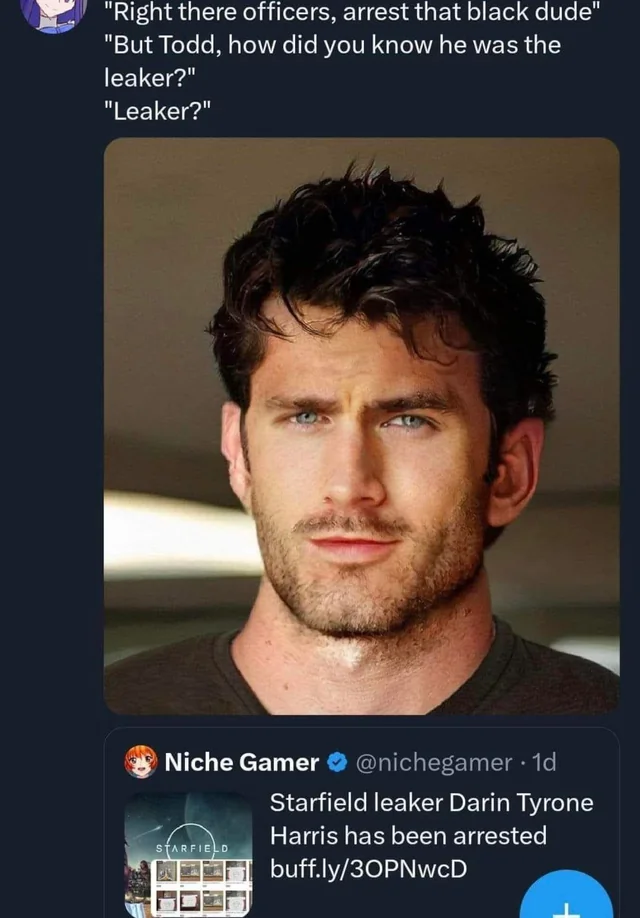 "Right there officers, arrest that black dude"
"But Todd, how did you know he was the
leaker?"
"Leaker?"
Niche Gamer @nichegamer · 1d
Starfield leaker Darin Tyrone
Harris has been arrested
buff.ly/3OPNwcD
STARFIELD
+